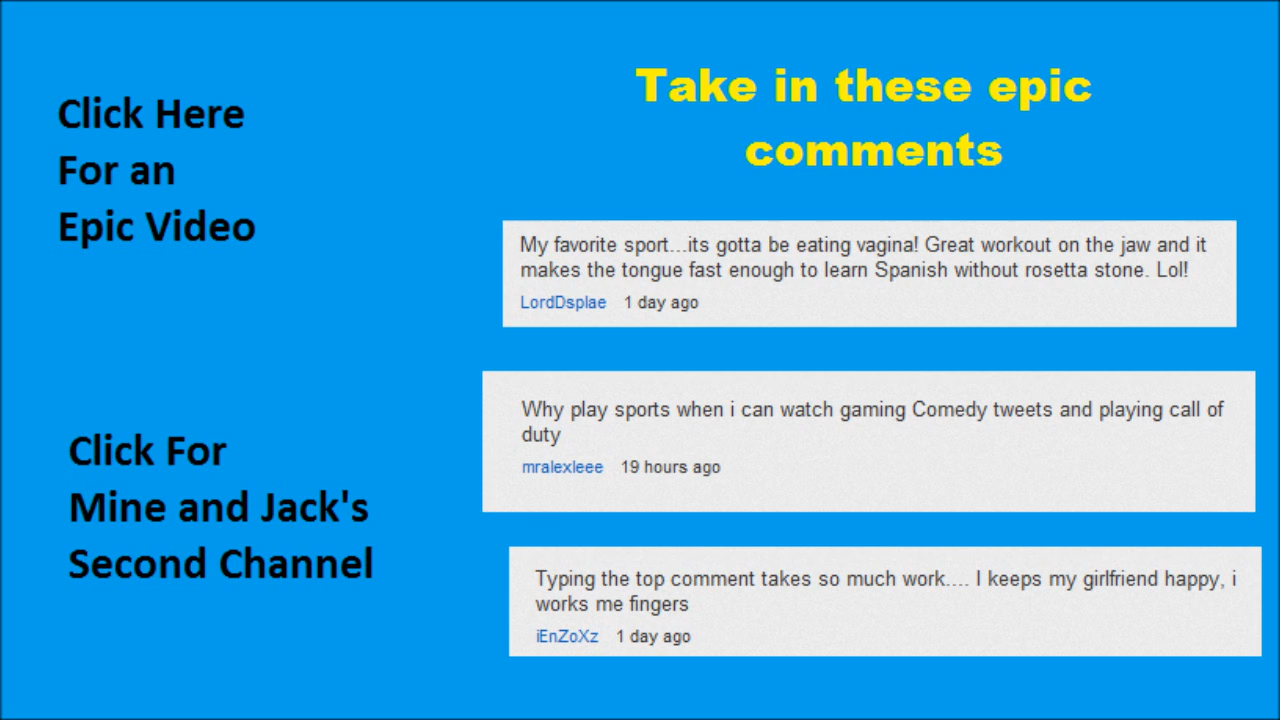 Click Here
For an
Epic Video
Click For
Mine and Jack's
Second Channel
Take in these epic
comments
My favorite sport...its gotta be eating vagina! Great workout on the jaw and it
makes the tongue fast enough to learn Spanish without rosetta stone. Lol!
LordDsplae 1 day ago
Why play sports when i can watch gaming Comedy tweets and playing call of
duty
mralexleee 19 hours ago
Typing the top comment takes so much work.... I keeps my girlfriend happy, i
works me fingers
iEnZoXz 1 day ago